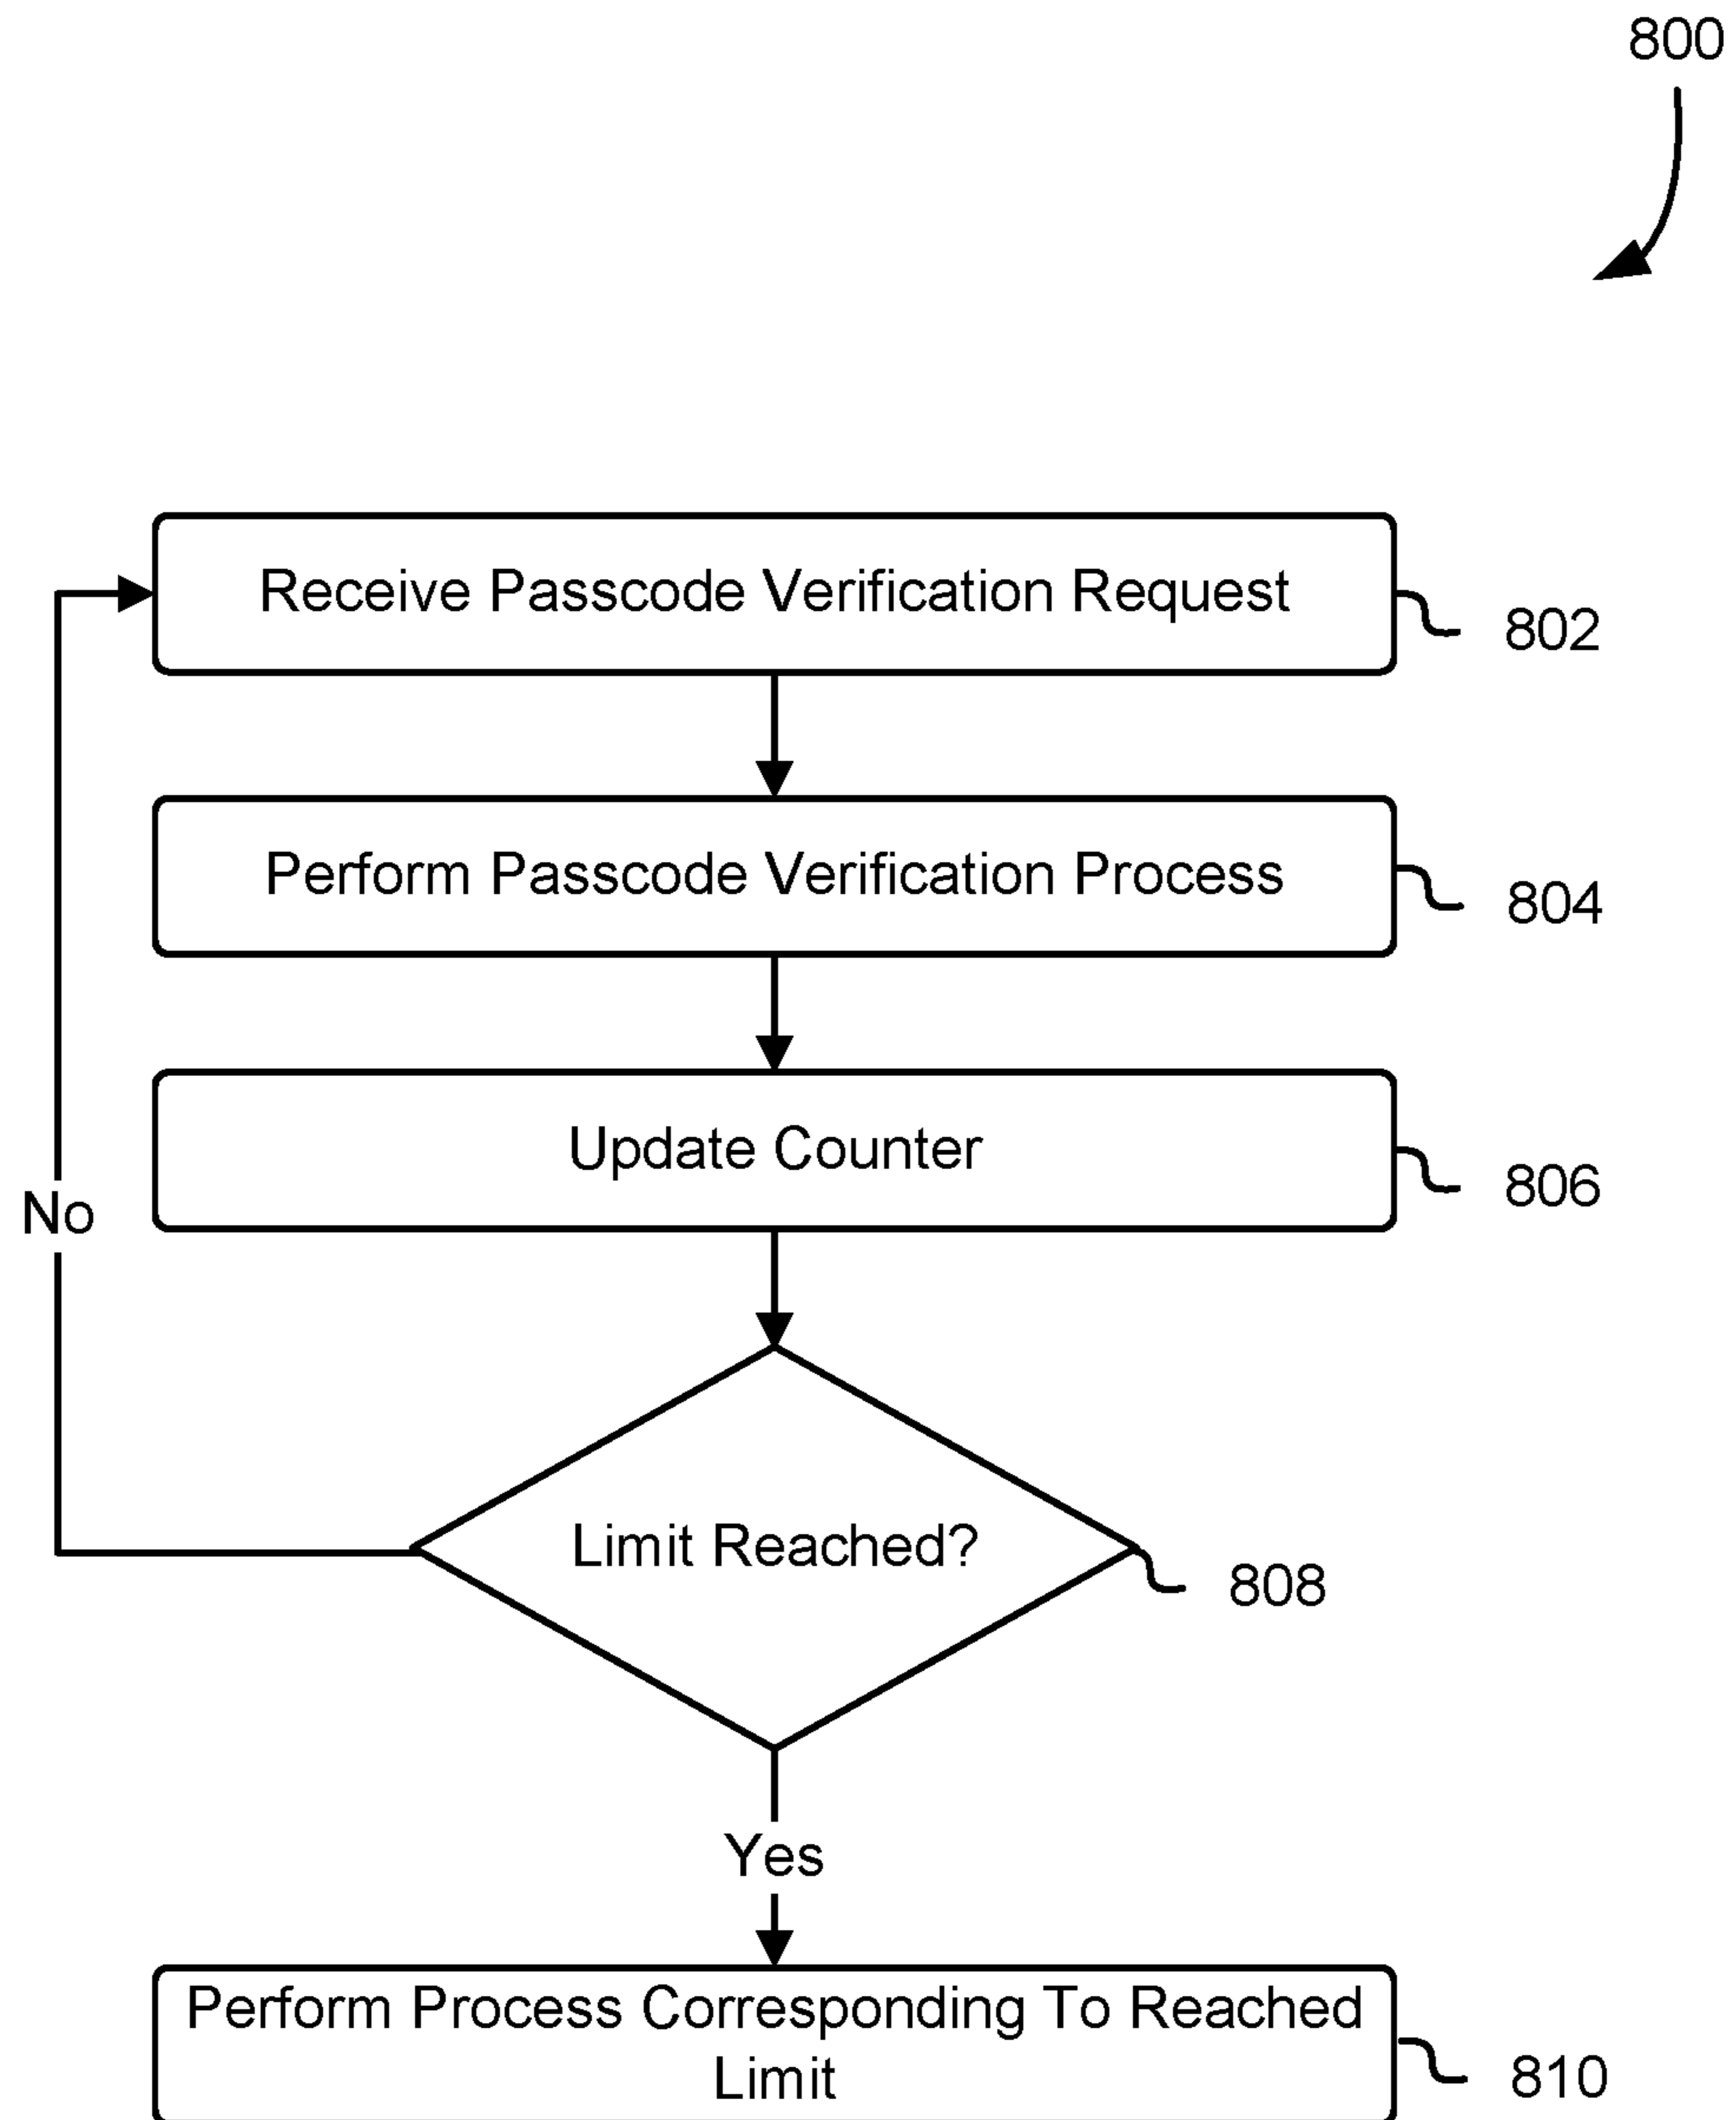 800
Receive Passcode Verification Request
802
Perform Passcode Verification Process
804
Update Counter
806
No
Limit Reached?
808
Yes
Perform Process Corresponding To Reached
Limit
810